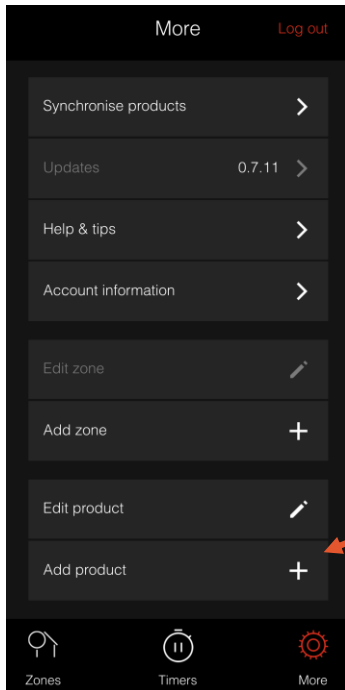 More Log out
Synchronise products
Updates 0.7.11
Help & tips
Account information
Edit zone
Add zone
Edit product
Add product
Zones Timers More